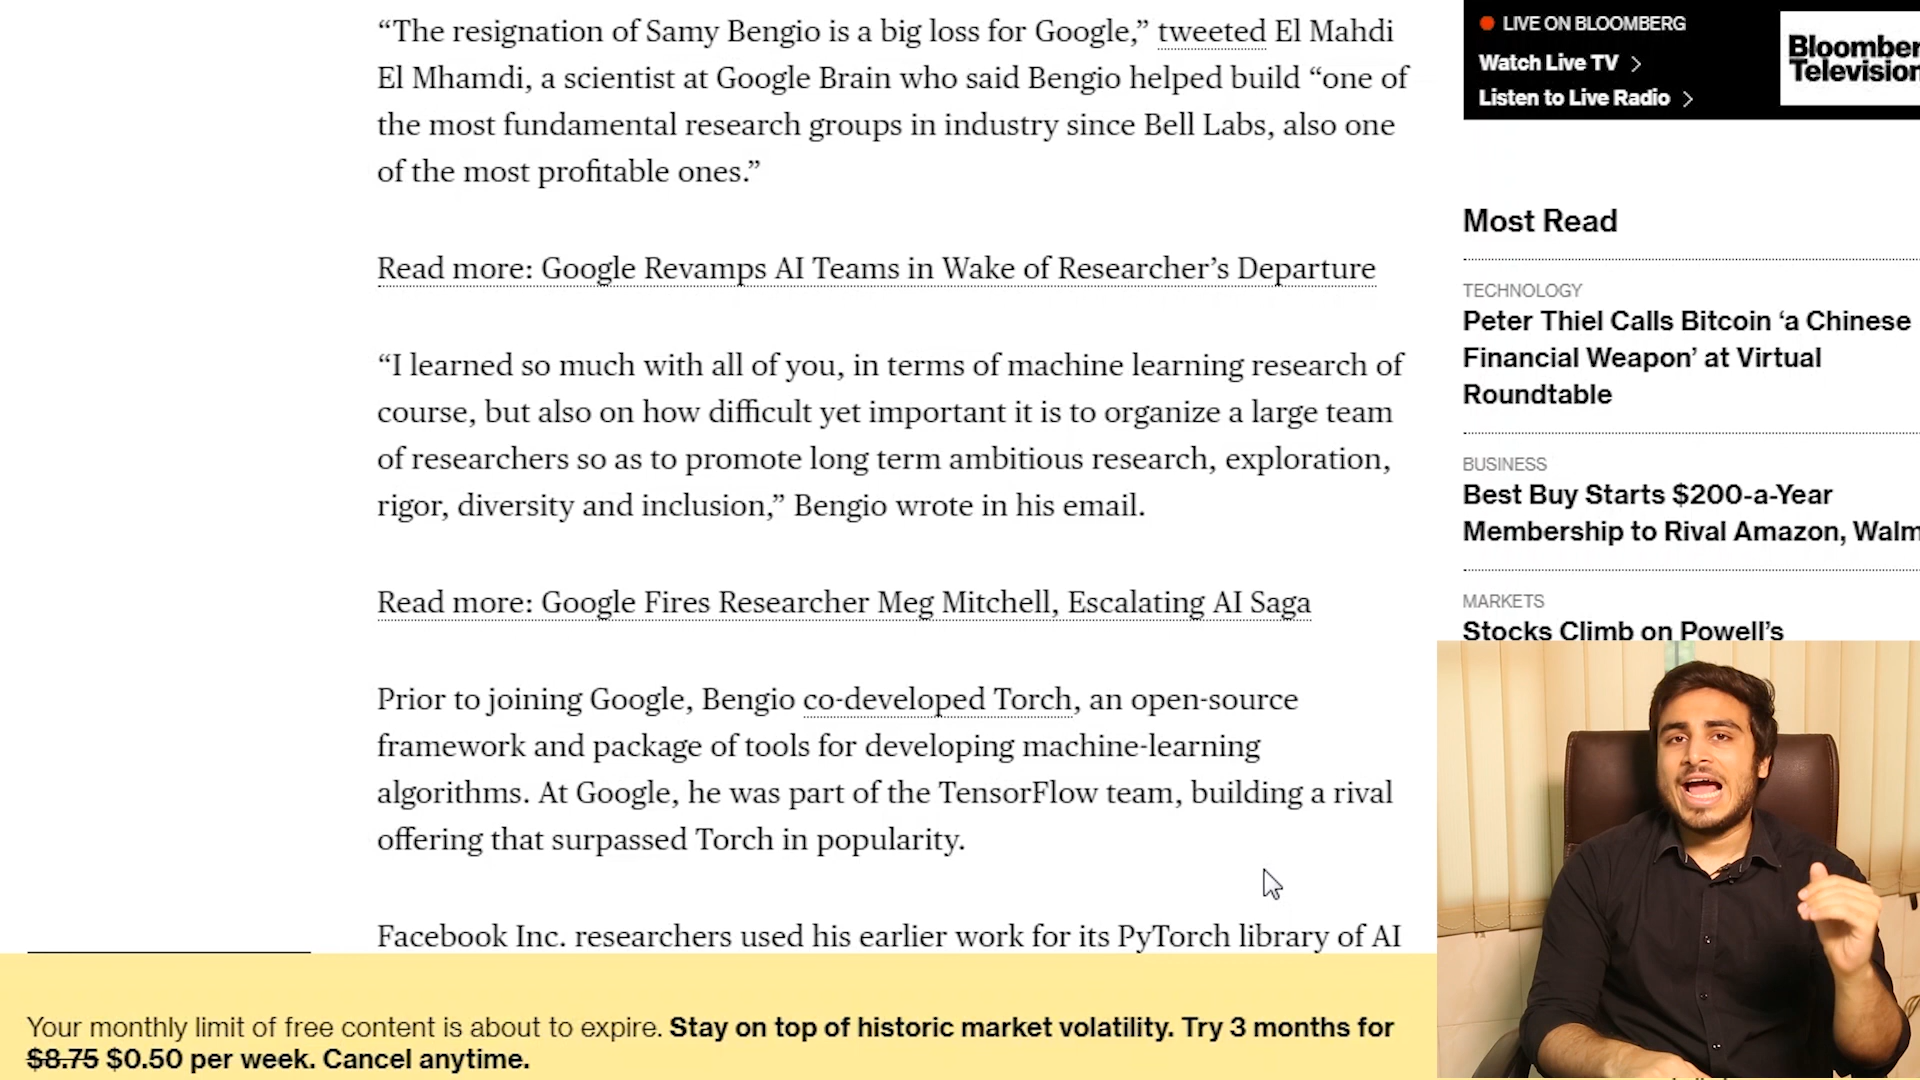 “The resignation of Samy Bengio is a big loss for Google,” tweeted El Mahdi
El Mhamdi, a scientist at Google Brain who said Bengio helped build “one of
the most fundamental research groups in industry since Bell Labs, also one
of the most profitable ones.”
Read more: Google Revamps AI Teams in Wake of Researcher’s Departure
“I learned so much with all of you, in terms of machine learning research of
course, but also on how difficult yet important it is to organize a large team
of researchers so as to promote long term ambitious research, exploration,
rigor, diversity and inclusion,” Bengio wrote in his email.
Read more: Google Fires Researcher Meg Mitchell, Escalating AI Saga
Prior to joining Google, Bengio co-developed Torch, an open-source
framework and package of tools for developing machine-learning
algorithms. At Google, he was part of the TensorFlow team, building a rival
offering that surpassed Torch in popularity.
Facebook Inc. researchers used his earlier work for its PyTorch library of AI
LIVE ON BLOOMBERG
Watch Live TV
Listen to Live Radio
Bloomber
Television
Most Read
TECHNOLOGY
Peter Thiel Calls Bitcoin ‘a Chinese
Financial Weapon’ at Virtual
Roundtable
BUSINESS
Best Buy Starts $200-a-Year
Membership to Rival Amazon, Walm
MARKETS
Stocks Climb on Powell’s
Your monthly limit of free content is about to expire. Stay on top of historic market volatility. Try 3 months for
$8.75 $0.50 per week. Cancel anytime.